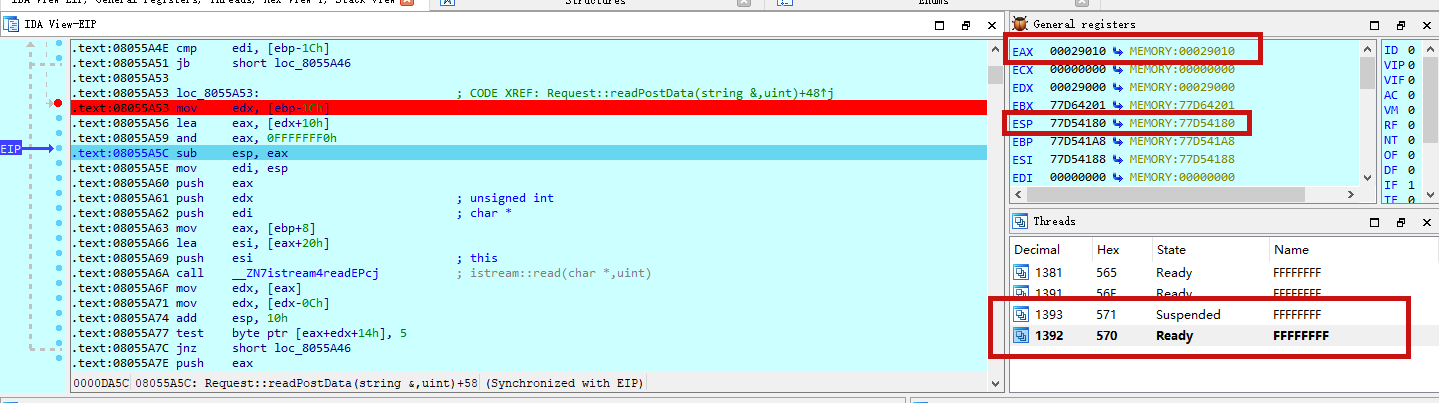 IDA View-EIP, General registers, Threads, Hex View 1, Stack View
Structures
Enums
IDA View-EIP
.text:08055A4E cmp edi, [ebp-1Ch]
.text:08055A51 jb short loc_8055A46
.text:08055A53
.text:08055A53 loc_8055A53: ; CODE XREF: Request::readPostData(string &,uint)+48↑j
.text:08055A53 mov edx, [ebp-1Ch]
.text:08055A56 lea eax, [edx+10h]
.text:08055A59 and eax, 0FFFFFFF0h
EIP
.text:08055A5C sub esp, eax
.text:08055A5E mov edi, esp
.text:08055A60 push eax
.text:08055A61 push edx ; unsigned int
.text:08055A62 push edi ; char *
.text:08055A63 mov eax, [ebp+8]
.text:08055A66 lea esi, [eax+20h]
.text:08055A69 push esi ; this
.text:08055A6A call __ZN7istream4readEPcj ; istream::read(char *,uint)
.text:08055A6F mov edx, [eax]
.text:08055A71 mov edx, [edx-0Ch]
.text:08055A74 add esp, 10h
.text:08055A77 test byte ptr [eax+edx+14h], 5
.text:08055A7C jnz short loc_8055A46
.text:08055A7E push eax
0000DA5C 08055A5C: Request::readPostData(string &,uint)+58 (Synchronized with EIP)
General registers
EAX 00029010 MEMORY:00029010
ECX 00000000 MEMORY:00000000
EDX 00029000 MEMORY:00029000
EBX 77D64201 MEMORY:77D64201
ESP 77D54180 MEMORY:77D54180
EBP 77D541A8 MEMORY:77D541A8
ESI 77D54188 MEMORY:77D54188
EDI 00000000 MEMORY:00000000
ID 0
VIP 0
VIF 0
AC 0
VM 0
RF 0
NT 0
OF 0
DF 0
IF 1
TF 0
Threads
Decimal Hex State Name
1381 565 Ready FFFFFFFF
1391 56F Ready FFFFFFFF
1393 571 Suspended FFFFFFFF
1392 570 Ready FFFFFFFF